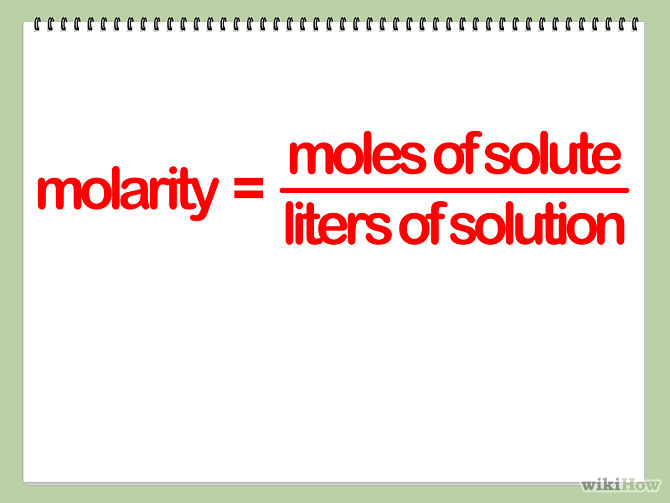 molarity = moles of solute
liters of solution
wikiHow